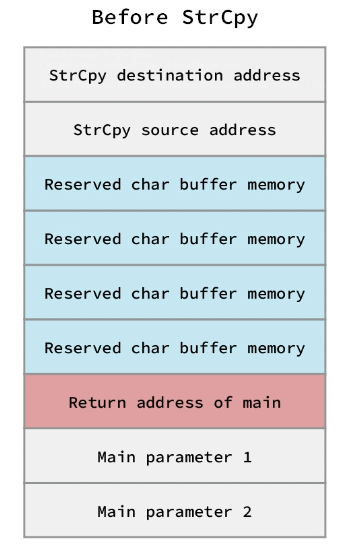 Before StrCpy
StrCpy destination address
StrCpy source address
Reserved char buffer memory
Reserved char buffer memory
Reserved char buffer memory
Reserved char buffer memory
Return address of main
Main parameter 1
Main parameter 2